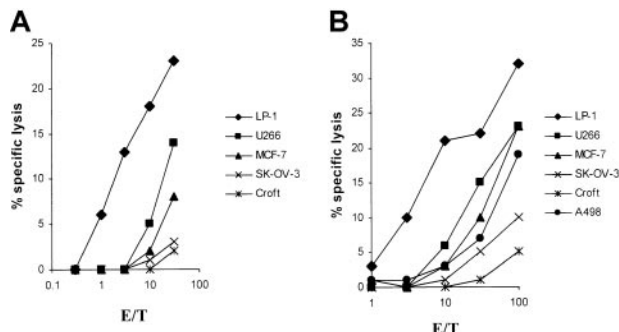 A
25
20
15
10
5
0
% specific lysis
0.1
1
10
100
E/T
LP-1
U266
MCF-7
SK-OV-3
Croft
B
35
30
25
20
15
10
5
0
% specific lysis
1
10
100
E/T
LP-1
U266
MCF-7
SK-OV-3
Croft
A498